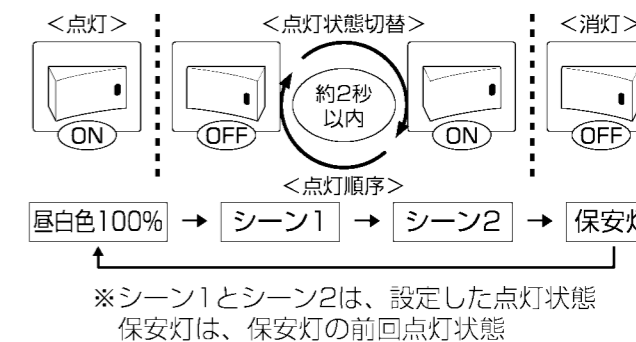 <点灯> <点灯状態切替> <消灯>
約2秒
以内
ON OFF ON OFF
<点灯順序>
昼白色100% → シーン1 → シーン2 → 保安灯
※シーン1とシーン2は、設定した点灯状態
保安灯は、保安灯の前回点灯状態